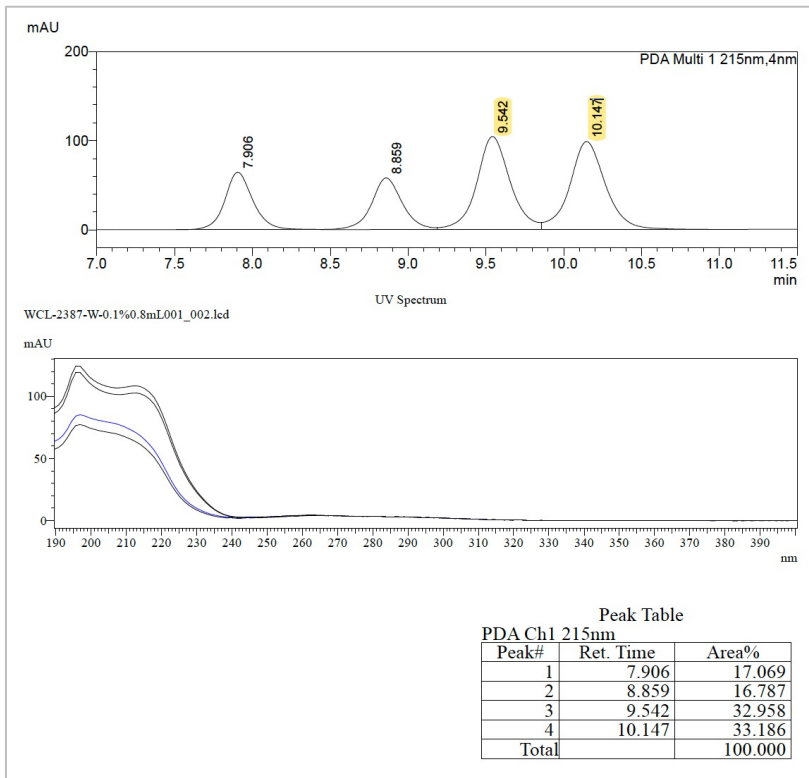 mAU
PDA Multi 1 215nm,4nm
200
100
0
7.906
8.859
9.542
10.147
7.0 7.5 8.0 8.5 9.0 9.5 10.0 10.5 11.0 11.5
min
UV Spectrum
WCL-2387-W-0.1%0.8mL001_002.lcd
mAU
100
50
0
190 200 210 220 230 240 250 260 270 280 290 300 310 320 330 340 350 360 370 380 390
nm
Peak Table
PDA Ch1 215nm
Peak# Ret. Time Area%
1 7.906 17.069
2 8.859 16.787
3 9.542 32.958
4 10.147 33.186
Total 100.000